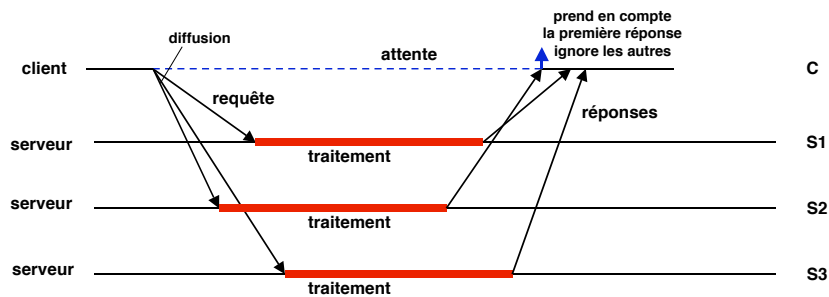 prend en compte
la première réponse
ignore les autres
diffusion
attente
client
C
requête
réponses
serveur
S1
traitement
serveur
S2
traitement
serveur
S3
traitement